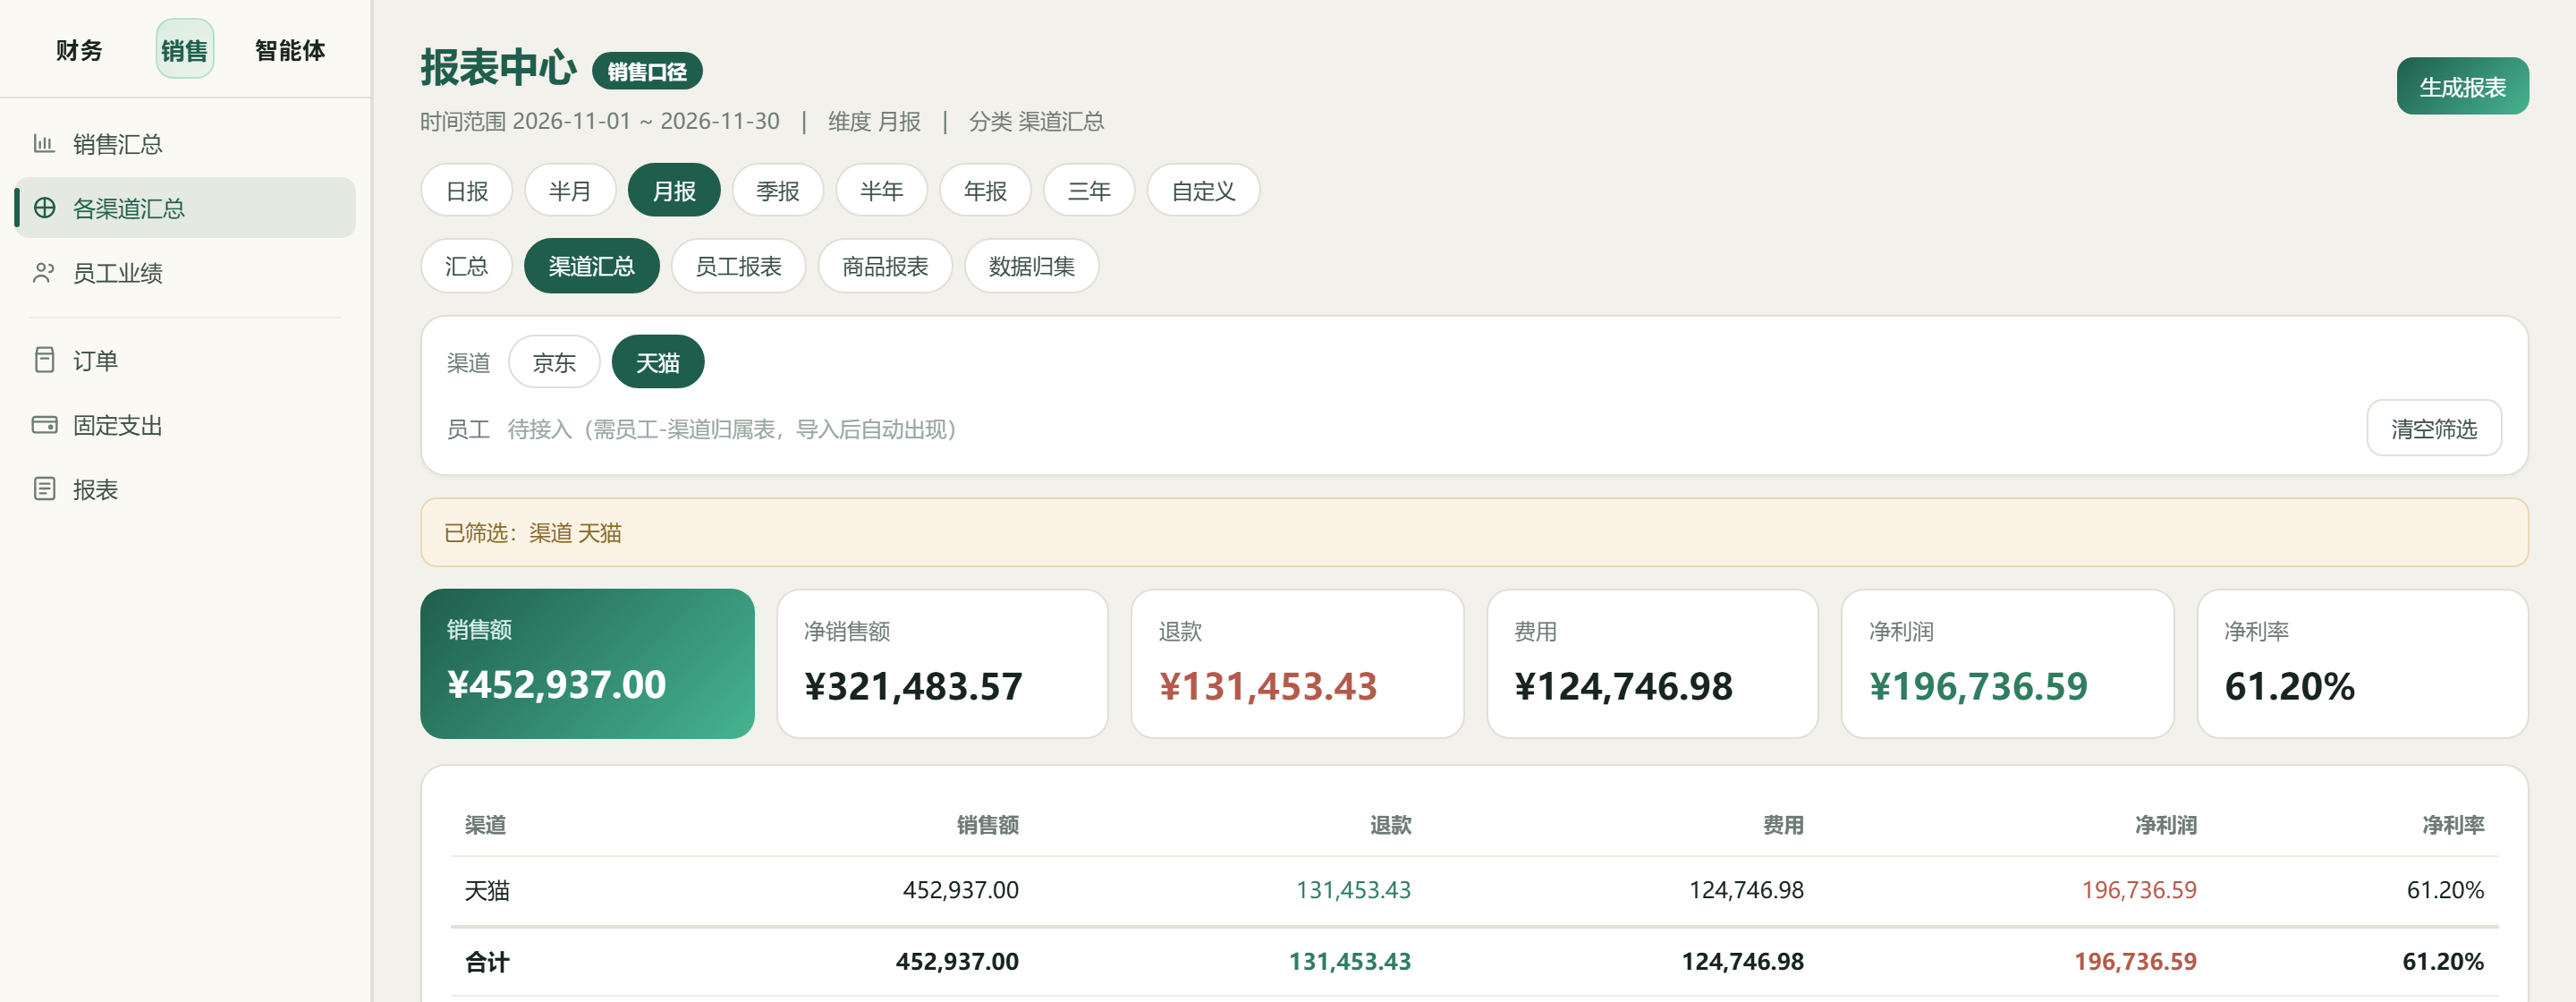 财务 销售 智能体
销售汇总
各渠道汇总
员工业绩
订单
固定支出
报表
报表中心 销售口径
生成报表
时间范围 2026-11-01 ~ 2026-11-30 | 维度 月报 | 分类 渠道汇总
日报 半月 月报 季报 半年 年报 三年 自定义
汇总 渠道汇总 员工报表 商品报表 数据归集
渠道 京东 天猫
员工 待接入（需员工-渠道归属表，导入后自动出现） 清空筛选
已筛选：渠道 天猫
销售额 净销售额 退款 费用 净利润 净利率
¥452,937.00 ¥321,483.57 ¥131,453.43 ¥124,746.98 ¥196,736.59 61.20%
渠道 销售额 退款 费用 净利润 净利率
天猫 452,937.00 131,453.43 124,746.98 196,736.59 61.20%
合计 452,937.00 131,453.43 124,746.98 196,736.59 61.20%